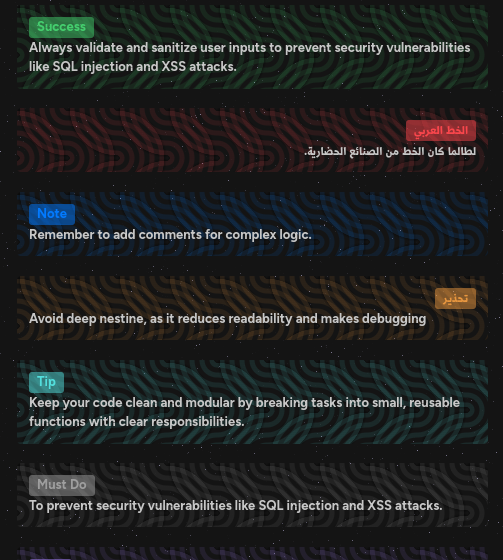 Success
Always validate and sanitize user inputs to prevent security vulnerabilities
like SQL injection and XSS attacks.
الخط العربي
لطالما كان الخط من الصنائع الحضارية.
Note
Remember to add comments for complex logic.
تحذير
Avoid deep nestine, as it reduces readability and makes debugging
Tip
Keep your code clean and modular by breaking tasks into small, reusable
functions with clear responsibilities.
Must Do
To prevent security vulnerabilities like SQL injection and XSS attacks.